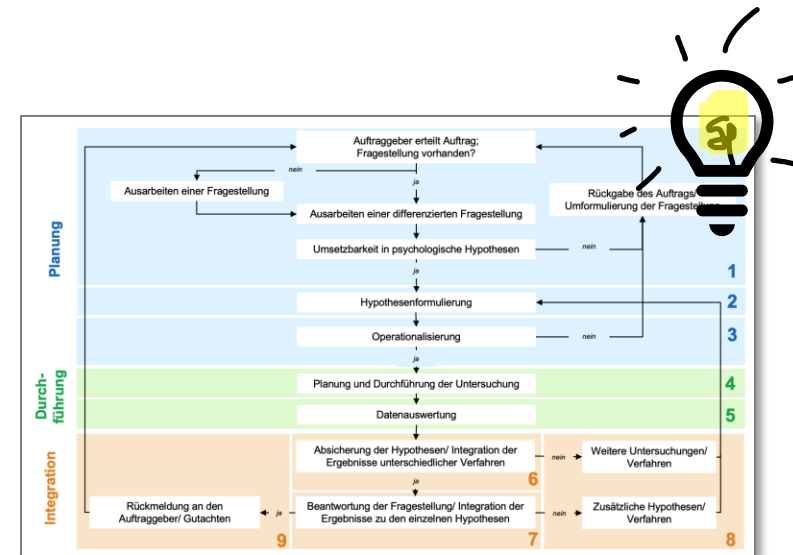 Auftraggeber erteilt Auftrag;
Fragestellung vorhanden?
nein
ja
Ausarbeiten einer Fragestellung
Rückgabe des Auftrags/
Umformulierung der Fragestellung
Ausarbeiten einer differenzierten Fragestellung
Umsetzbarkeit in psychologische Hypothesen
nein
Planung
ja
1
Hypothesenformulierung
2
Operationalisierung
nein
3
ja
Durch-
führung
Planung und Durchführung der Untersuchung
4
Datenauswertung
5
Integration
Absicherung der Hypothesen/ Integration der
Ergebnisse unterschiedlicher Verfahren
nein
Weitere Untersuchungen/
Verfahren
6
ja
Rückmeldung an den
Auftraggeber/ Gutachten
ja
Beantwortung der Fragestellung/ Integration der
Ergebnisse zu den einzelnen Hypothesen
nein
Zusätzliche Hypothesen/
Verfahren
9
7
8